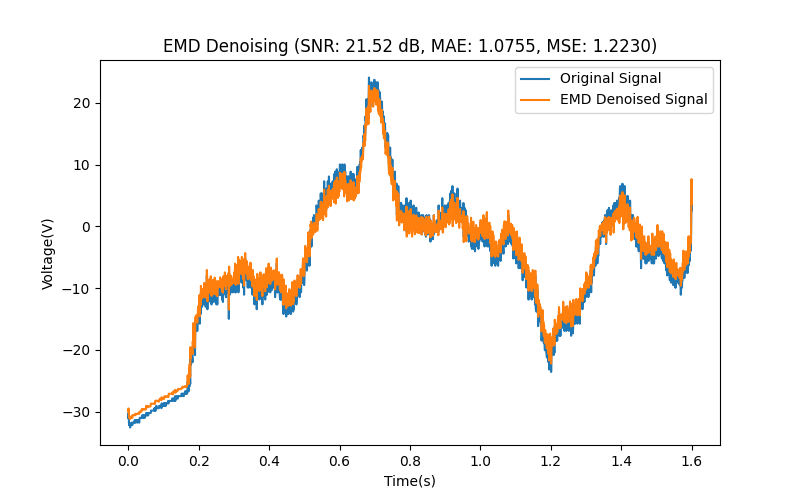 EMD Denoising (SNR: 21.52 dB, MAE: 1.0755, MSE: 1.2230)
Original Signal
EMD Denoised Signal
20
10
0
−10
−20
−30
Voltage(V)
0.0 0.2 0.4 0.6 0.8 1.0 1.2 1.4 1.6
Time(s)